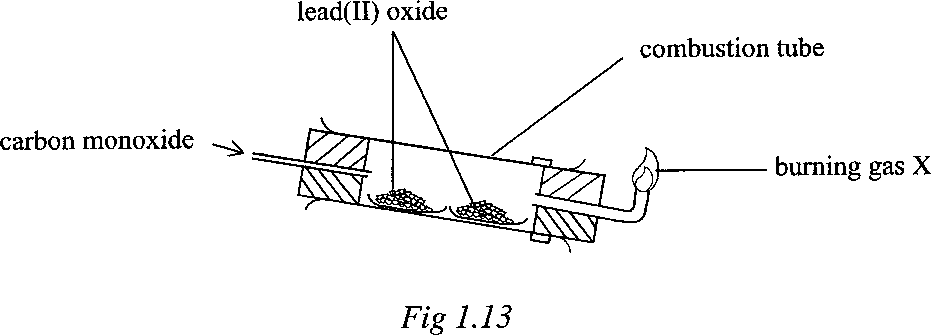 lead(II) oxide
combustion tube
carbon monoxide
burning gas X
Fig 1.13